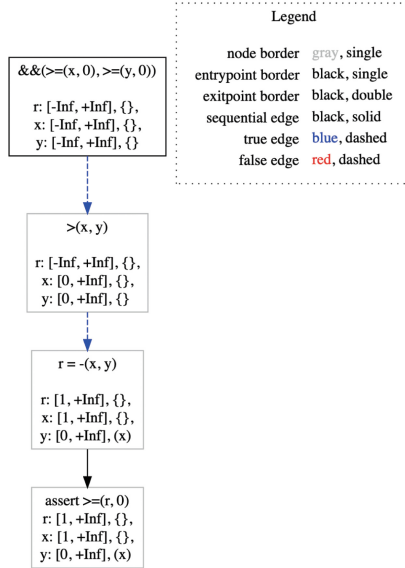 Legend
node border gray, single
entrypoint border black, single
exitpoint border black, double
sequential edge black, solid
true edge blue, dashed
false edge red, dashed
&&(>=(x, 0), >=(y, 0))
r: [-Inf, +Inf], {},
x: [-Inf, +Inf], {},
y: [-Inf, +Inf], {}
>(x, y)
r: [-Inf, +Inf], {},
x: [0, +Inf], {},
y: [0, +Inf], {}
r = -(x, y)
r: [1, +Inf], {},
x: [1, +Inf], {},
y: [0, +Inf], (x)
assert >=(r, 0)
r: [1, +Inf], {},
x: [1, +Inf], {},
y: [0, +Inf], (x)